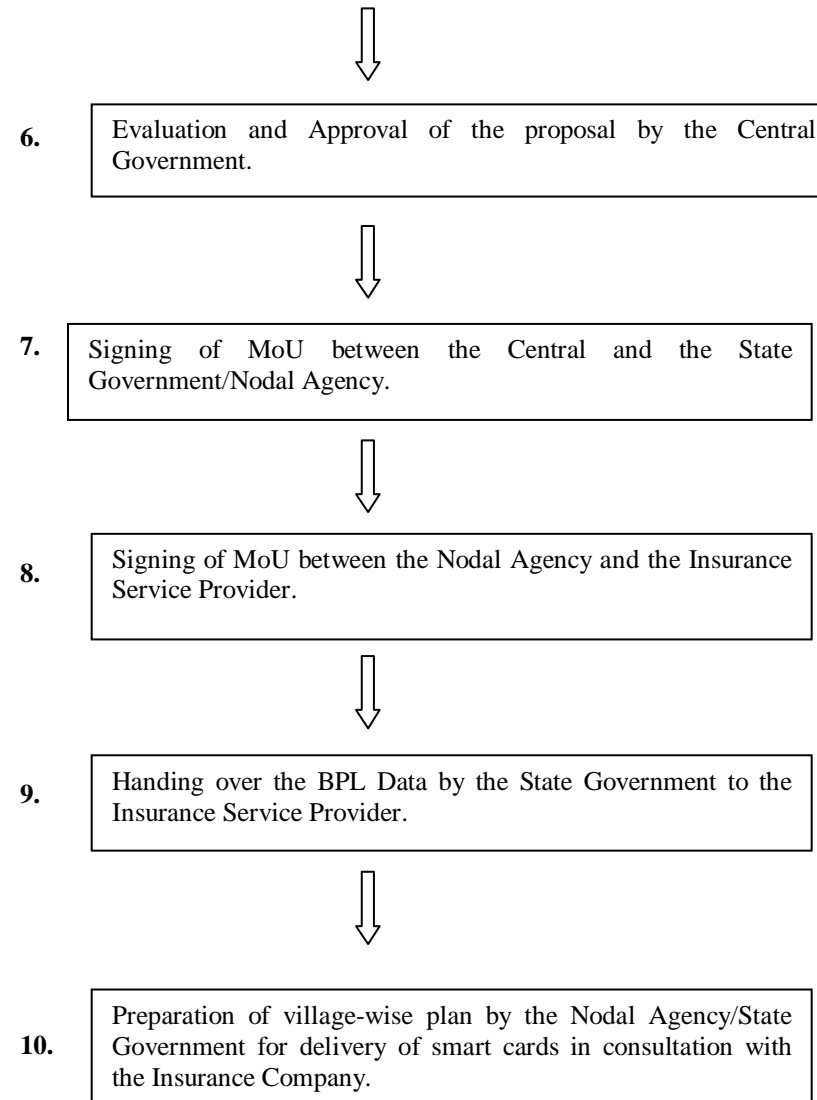 6.
Evaluation and Approval of the proposal by the Central
Government.
7.
Signing of MoU between the Central and the State
Government/Nodal Agency.
8.
Signing of MoU between the Nodal Agency and the Insurance
Service Provider.
9.
Handing over the BPL Data by the State Government to the
Insurance Service Provider.
10.
Preparation of village-wise plan by the Nodal Agency/State
Government for delivery of smart cards in consultation with
the Insurance Company.